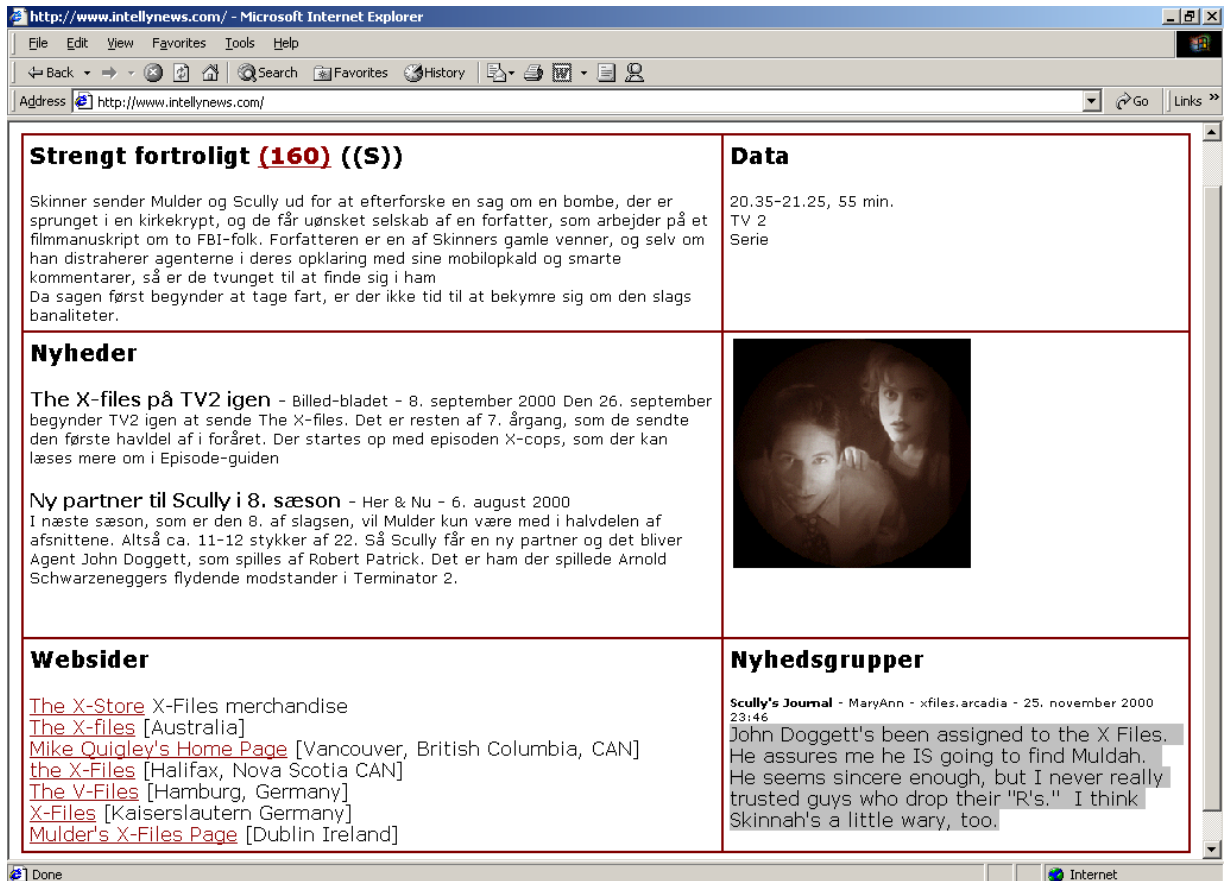 http://www.intellynews.com/ - Microsoft Internet Explorer
File Edit View Favorites Tools Help
Back Search Favorites History
Address http://www.intellynews.com/ Go Links »
Strengt fortroligt (160) ((S))
Skinner sender Mulder og Scully ud for at efterforske en sag om en bombe, der er
sprunget i en kirkekrypt, og de får uønsket selskab af en forfatter, som arbejder på et
filmmanuskript om to FBI-folk. Forfatteren er en af Skinners gamle venner, og selv om
han distraherer agenterne i deres opklaring med sine mobilopkald og smarte
kommentarer, så er de tvunget til at finde sig i ham
Da sagen først begynder at tage fart, er der ikke tid til at bekymre sig om den slags
banaliteter.
Data
20.35-21.25, 55 min.
TV 2
Serie
Nyheder
The X-files på TV2 igen - Billed-bladet - 8. september 2000 Den 26. september
begynder TV2 igen at sende The X-files. Det er resten af 7. årgang, som de sendte
den første havldel af i foråret. Der startes op med episoden X-cops, som der kan
læses mere om i Episode-guiden
Ny partner til Scully i 8. sæson - Her & Nu - 6. august 2000
I næste sæson, som er den 8. af slagsen, vil Mulder kun være med i halvdelen af
afsnittene. Altså ca. 11-12 stykker af 22. Så Scully får en ny partner og det bliver
Agent John Doggett, som spilles af Robert Patrick. Det er ham der spillede Arnold
Schwarzeneggers flydende modstander i Terminator 2.
Websider
The X-Store X-Files merchandise
The X-files [Australia]
Mike Quigley's Home Page [Vancouver, British Columbia, CAN]
the X-Files [Halifax, Nova Scotia CAN]
The V-Files [Hamburg, Germany]
X-Files [Kaiserslautern Germany]
Mulder's X-Files Page [Dublin Ireland]
Nyhedsgrupper
Scully's Journal - MaryAnn - xfiles.arcadia - 25. november 2000
23:46
John Doggett's been assigned to the X Files.
He assures me he IS going to find Muldah.
He seems sincere enough, but I never really
trusted guys who drop their "R's." I think
Skinnah's a little wary, too.
Done Internet